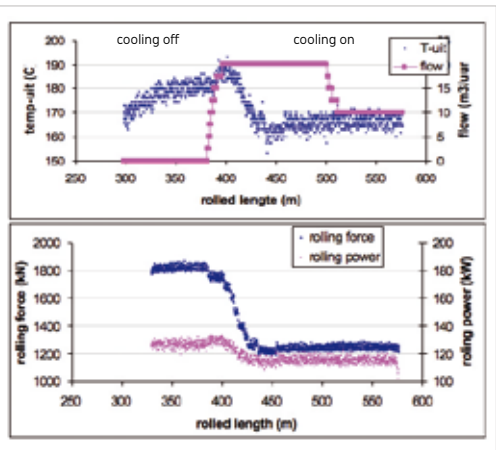 cooling off cooling on
200
190
180
170
160
150
T-uit
flow
15
10
5
0
temp-uit (C
flow (m3/uur
250 300 350 400 450 500 550 600
rolled lengte (m)
2000
1800
1600
1400
1200
1000
rolling force
rolling power
200
180
160
140
120
100
rolling force (kN)
rolling power (kW)
250 300 350 400 450 500 550 600
rolled length (m)